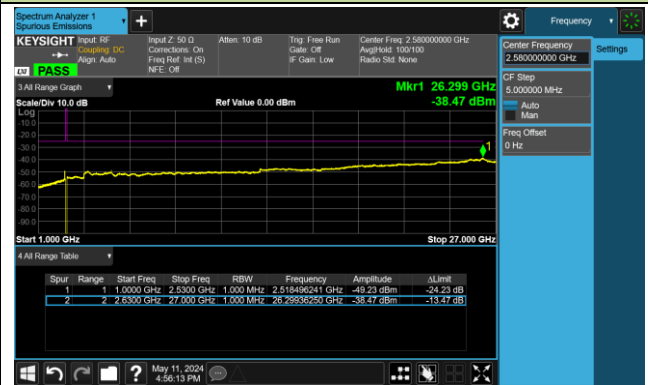 Spectrum Analyzer 1
Spurious Emissions
Frequency
KEYSIGHT Input: RF
Coupling: DC
Align: Auto
Input Z: 50 Ω
Corrections: On
Freq Ref: Int (S)
NFE: Off
Atten: 10 dB
Trig: Free Run
Gate: Off
IF Gain: Low
Center Freq: 2.580000000 GHz
Avg|Hold: 100/100
Radio Std: None
LXI PASS
Center Frequency
2.580000000 GHz
Settings
CF Step
5.000000 MHz
Auto
Man
Freq Offset
0 Hz
3 All Range Graph
Mkr1 26.299 GHz
Scale/Div 10.0 dB
Ref Value 0.00 dBm
-38.47 dBm
Log
-10.0
-20.0
-30.0
-40.0
-50.0
-60.0
-70.0
-80.0
-90.0
1
Start 1.000 GHz
Stop 27.000 GHz
4 All Range Table
Spur Range Start Freq Stop Freq RBW Frequency Amplitude ΔLimit
1 1 1.0000 GHz 2.5300 GHz 1.000 MHz 2.518496241 GHz -49.23 dBm -24.23 dB
2 2 2.6300 GHz 27.000 GHz 1.000 MHz 26.29936250 GHz -38.47 dBm -13.47 dB
May 11, 2024
4:56:13 PM